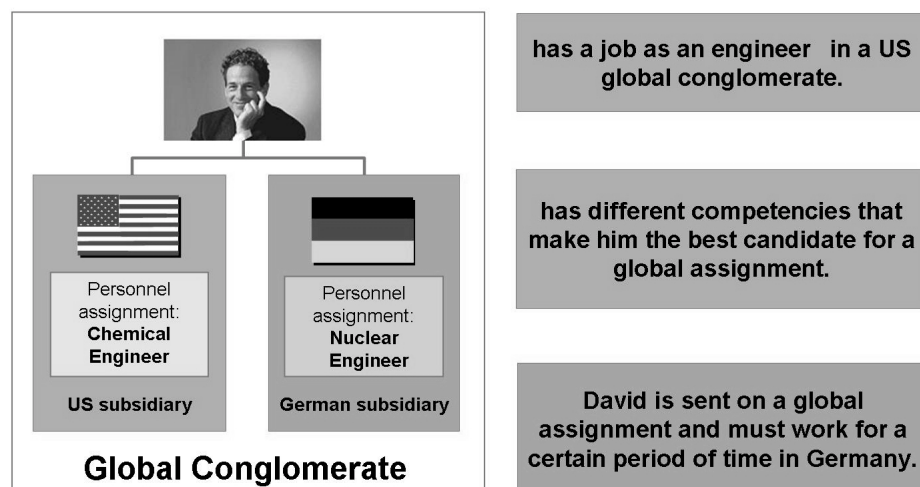 Personnel
assignment:
Chemical
Engineer
US subsidiary
Personnel
assignment:
Nuclear
Engineer
German subsidiary
Global Conglomerate
has a job as an engineer in a US
global conglomerate.
has different competencies that
make him the best candidate for a
global assignment.
David is sent on a global
assignment and must work for a
certain period of time in Germany.